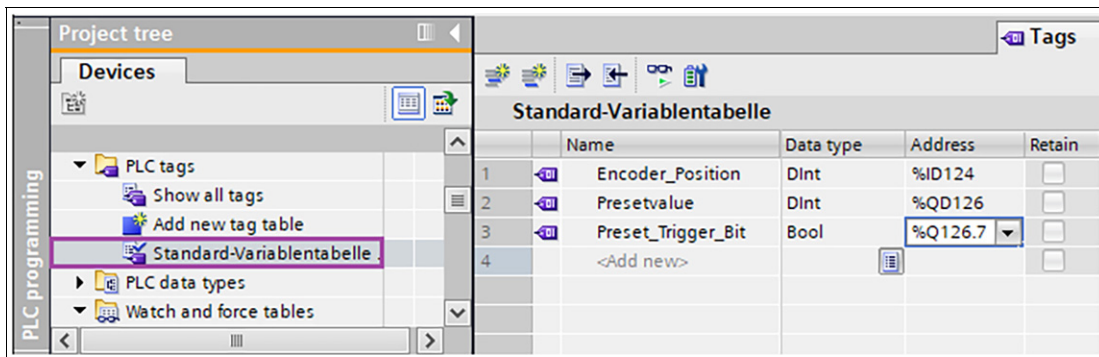 PLC programming
Project tree
Devices
PLC tags
Show all tags
Add new tag table
Standard-Variablentabelle
PLC data types
Watch and force tables
Tags
Standard-Variablentabelle
Name Data type Address Retain
1 Encoder_Position DInt %ID124
2 Presetvalue DInt %QD126
3 Preset_Trigger_Bit Bool %Q126.7
4 <Add new>